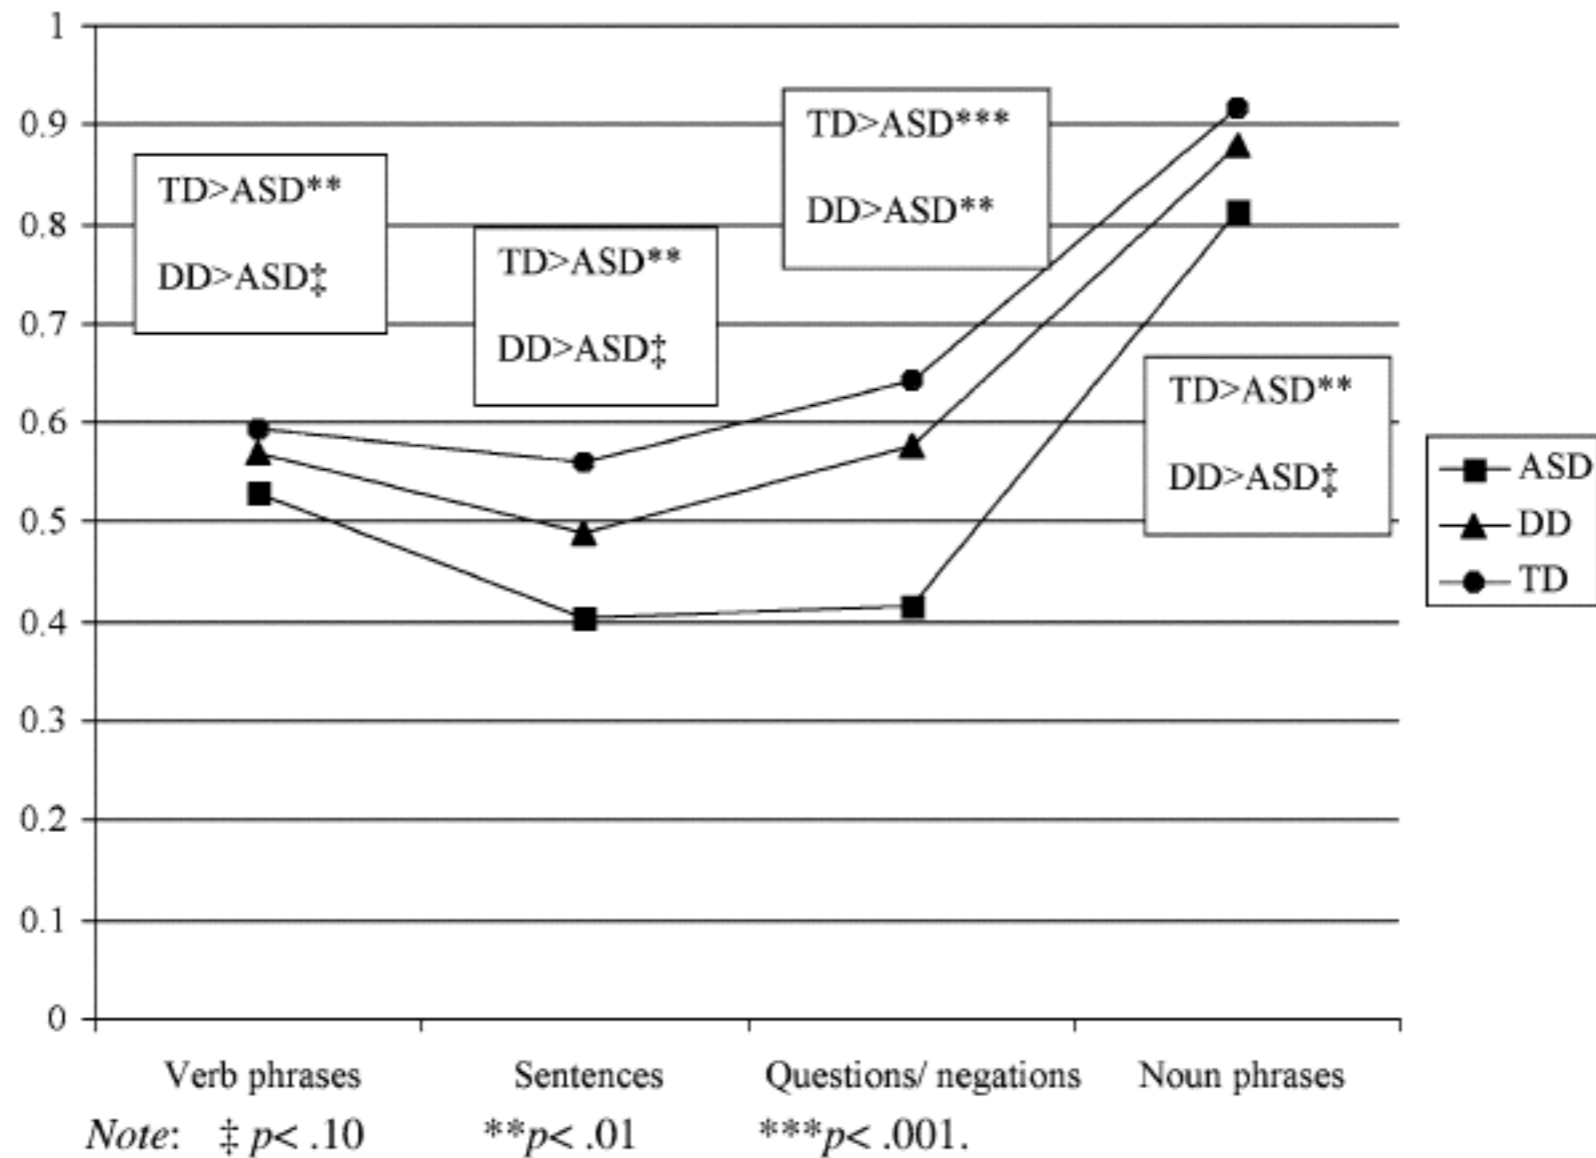 1
0.9
0.8
0.7
0.6
0.5
0.4
0.3
0.2
0.1
0
TD>ASD**
DD>ASD‡
TD>ASD**
DD>ASD‡
TD>ASD***
DD>ASD**
TD>ASD**
DD>ASD‡
ASD
DD
TD
Verb phrases
Sentences
Questions/ negations
Noun phrases
Note: ‡ p< .10 **p< .01 ***p< .001.